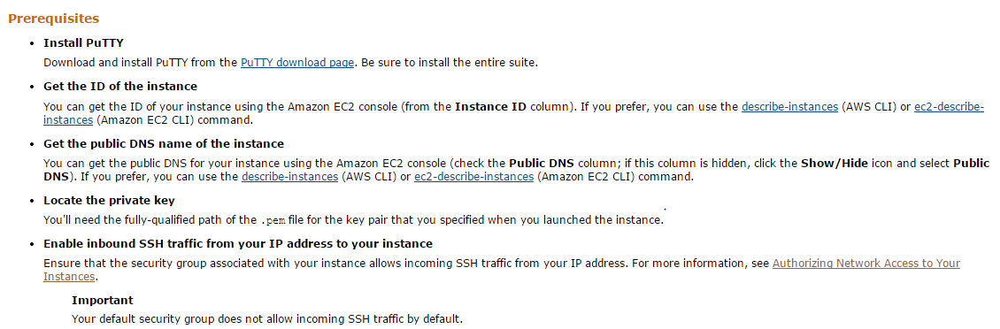 Prerequisites
• Install PuTTY
Download and install PuTTY from the PuTTY download page. Be sure to install the entire suite.
• Get the ID of the instance
You can get the ID of your instance using the Amazon EC2 console (from the Instance ID column). If you prefer, you can use the describe-instances (AWS CLI) or ec2-describe-
instances (Amazon EC2 CLI) command.
• Get the public DNS name of the instance
You can get the public DNS for your instance using the Amazon EC2 console (check the Public DNS column; if this column is hidden, click the Show/Hide icon and select Public
DNS). If you prefer, you can use the describe-instances (AWS CLI) or ec2-describe-instances (Amazon EC2 CLI) command.
• Locate the private key
You'll need the fully-qualified path of the .pem file for the key pair that you specified when you launched the instance.
• Enable inbound SSH traffic from your IP address to your instance
Ensure that the security group associated with your instance allows incoming SSH traffic from your IP address. For more information, see Authorizing Network Access to Your
Instances.
Important
Your default security group does not allow incoming SSH traffic by default.